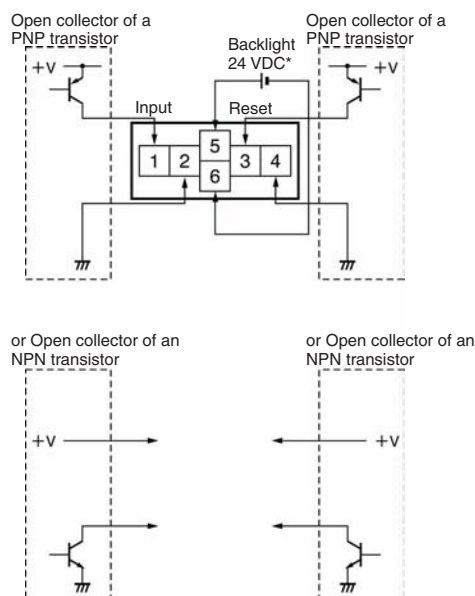 Open collector of a
PNP transistor
Open collector of a
PNP transistor
Backlight
24 VDC*
+V
+V
Input
Reset
1 2 5 3 4
6
or Open collector of an
NPN transistor
or Open collector of an
NPN transistor
+V
+V